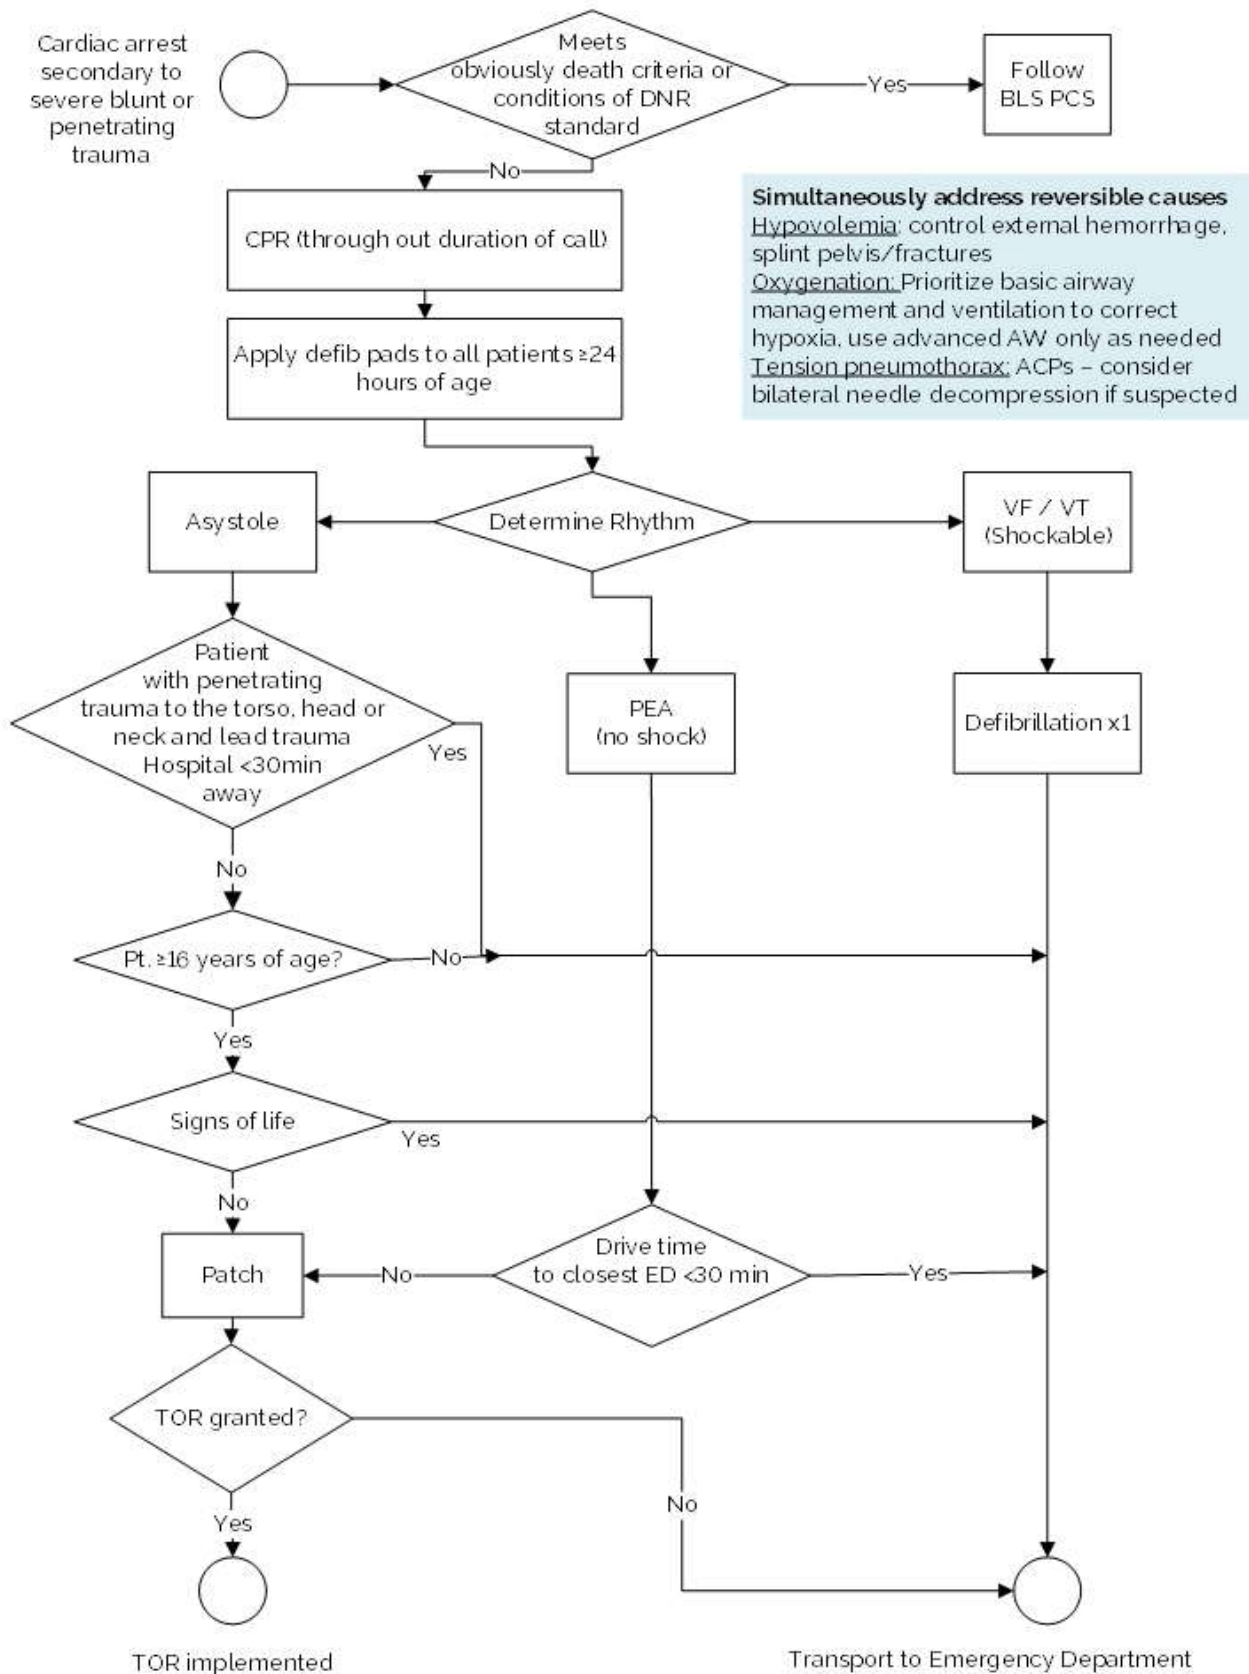 Cardiac arrest
secondary to
severe blunt or
penetrating
trauma
Meets
obviously death criteria or
conditions of DNR
standard
Yes
Follow
BLS PCS
No
CPR (through out duration of call)
Simultaneously address reversible causes
Hypovolemia: control external hemorrhage,
splint pelvis/fractures
Oxygenation: Prioritize basic airway
management and ventilation to correct
hypoxia, use advanced AW only as needed
Tension pneumothorax: ACPs – consider
bilateral needle decompression if suspected
Apply defib pads to all patients ≥24
hours of age
Asystole
Determine Rhythm
VF / VT
(Shockable)
Patient
with penetrating
trauma to the torso, head or
neck and lead trauma
Hospital <30min
away
Yes
PEA
(no shock)
Defibrillation x1
No
Pt. ≥16 years of age?
No
Yes
Signs of life
Yes
No
Patch
No
Drive time
to closest ED <30 min
Yes
TOR granted?
No
Yes
TOR implemented
Transport to Emergency Department